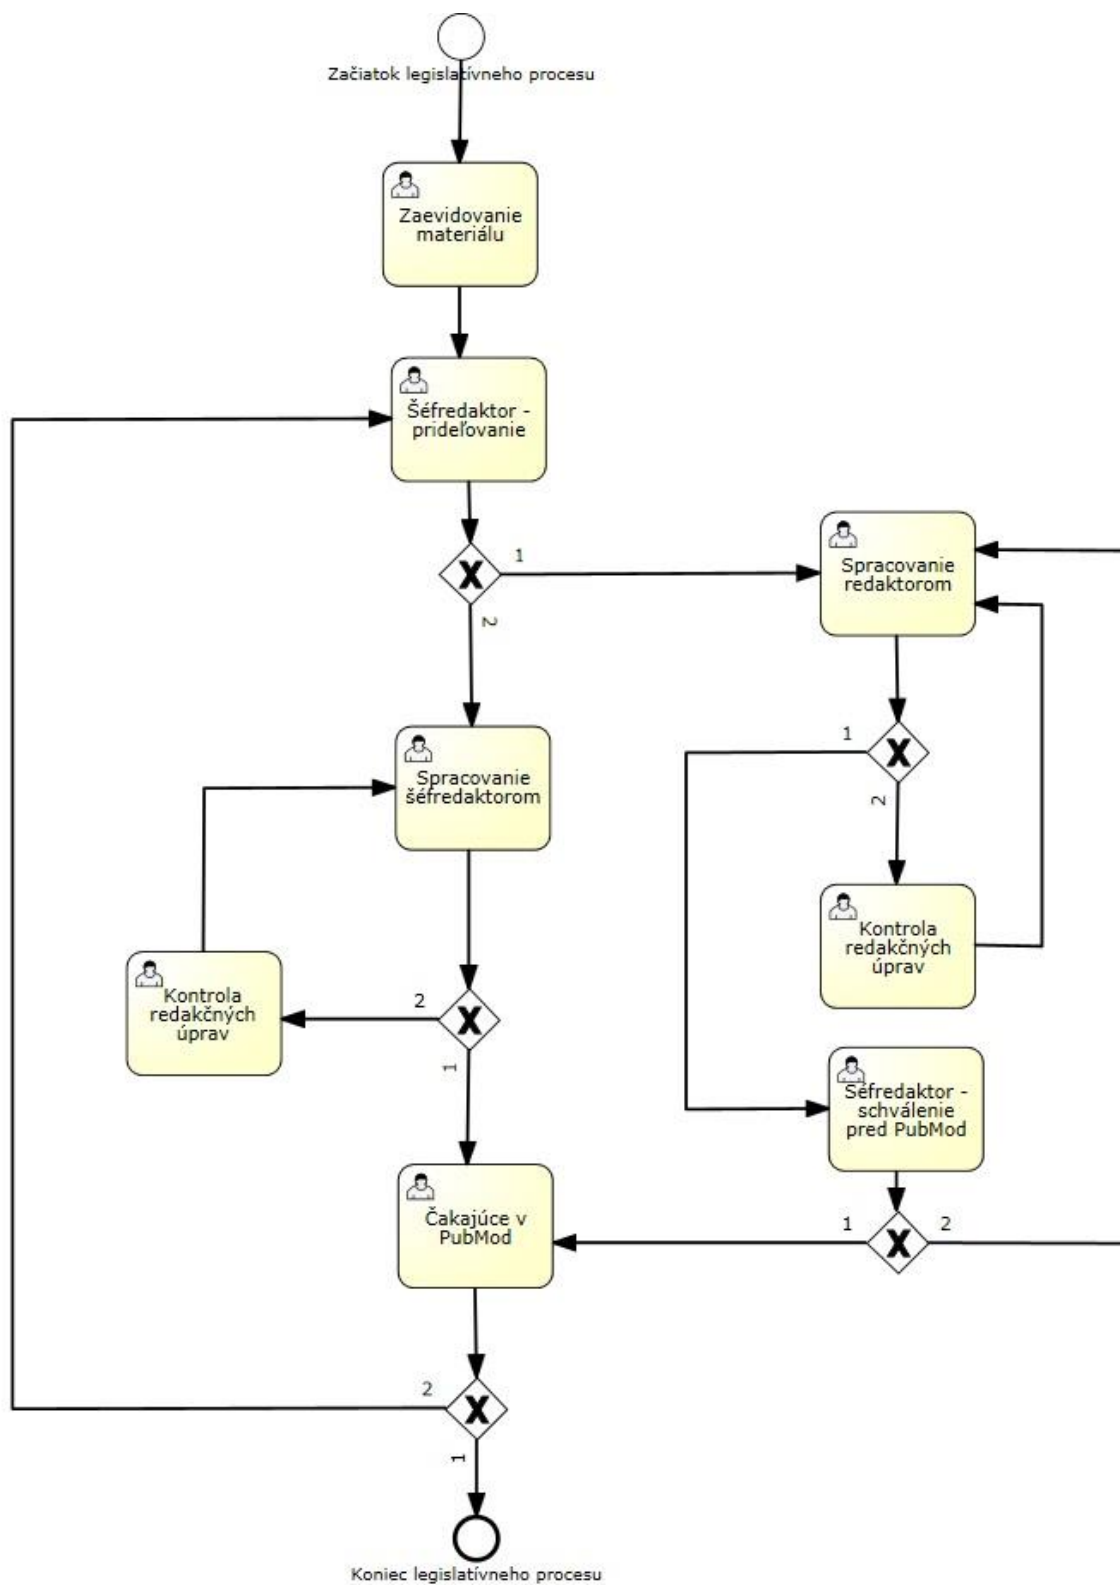 Začiatok legislatívneho procesu
Zaevidovanie
materiálu
Šéfredaktor -
prideľovanie
1
2
Spracovanie
redaktorom
1
2
Spracovanie
šéfredaktorom
Kontrola
redakčných
úprav
2
1
Kontrola
redakčných
úprav
Šéfredaktor -
schválenie
pred PubMod
1
2
Čakajúce v
PubMod
2
1
Koniec legislatívneho procesu